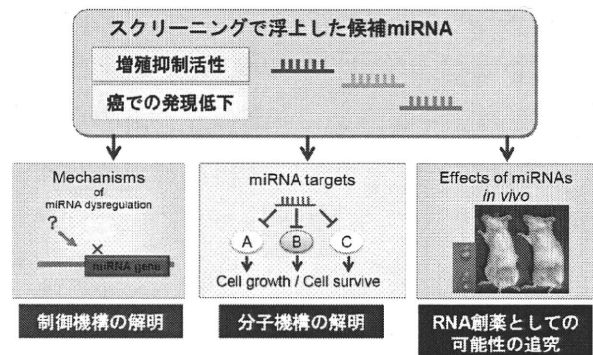 スクリーニングで浮上した候補miRNA
増殖抑制活性
癌での発現低下
Mechanisms
of
miRNA dysregulation
?
×
miRNA gene
制御機構の解明
miRNA targets
A
B
C
Cell growth / Cell survive
分子機構の解明
Effects of miRNAs
in vivo
RNA創薬としての
可能性の追究